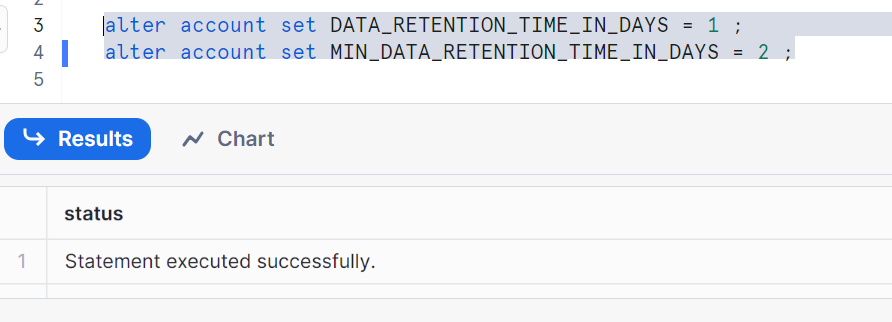 3 alter account set DATA_RETENTION_TIME_IN_DAYS = 1 ;
4 alter account set MIN_DATA_RETENTION_TIME_IN_DAYS = 2 ;
5
Results Chart
status
1 Statement executed successfully.